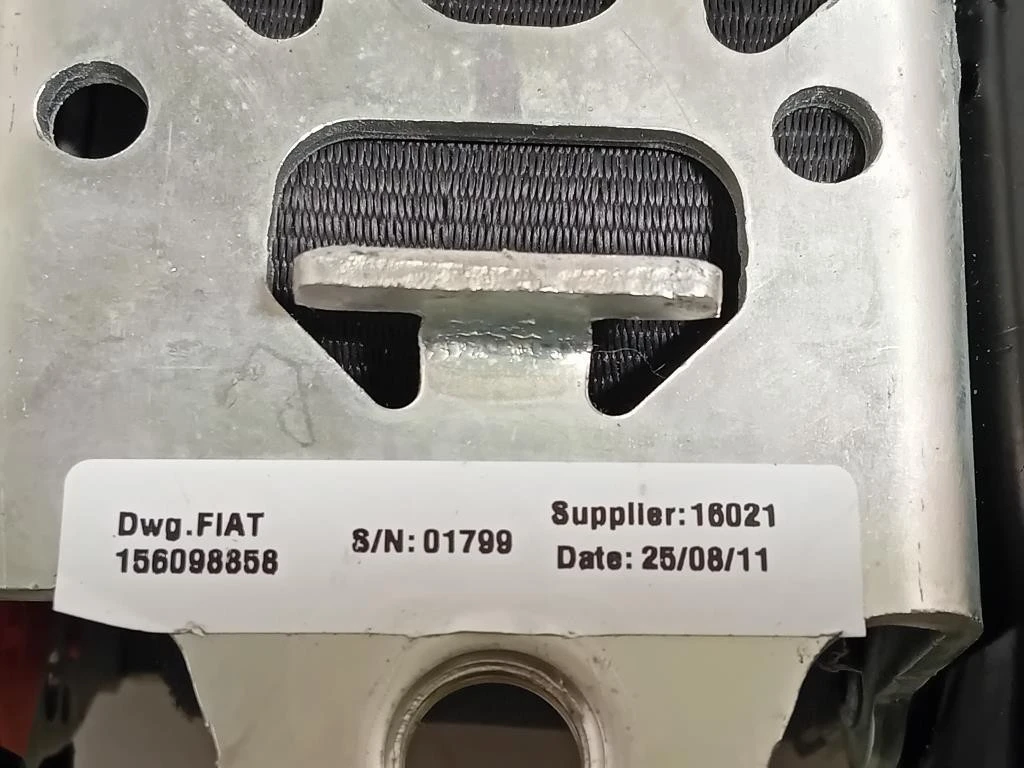 Dwg.FIAT
156098858
S/N: 01799
Supplier: 16021
Date: 25/08/11